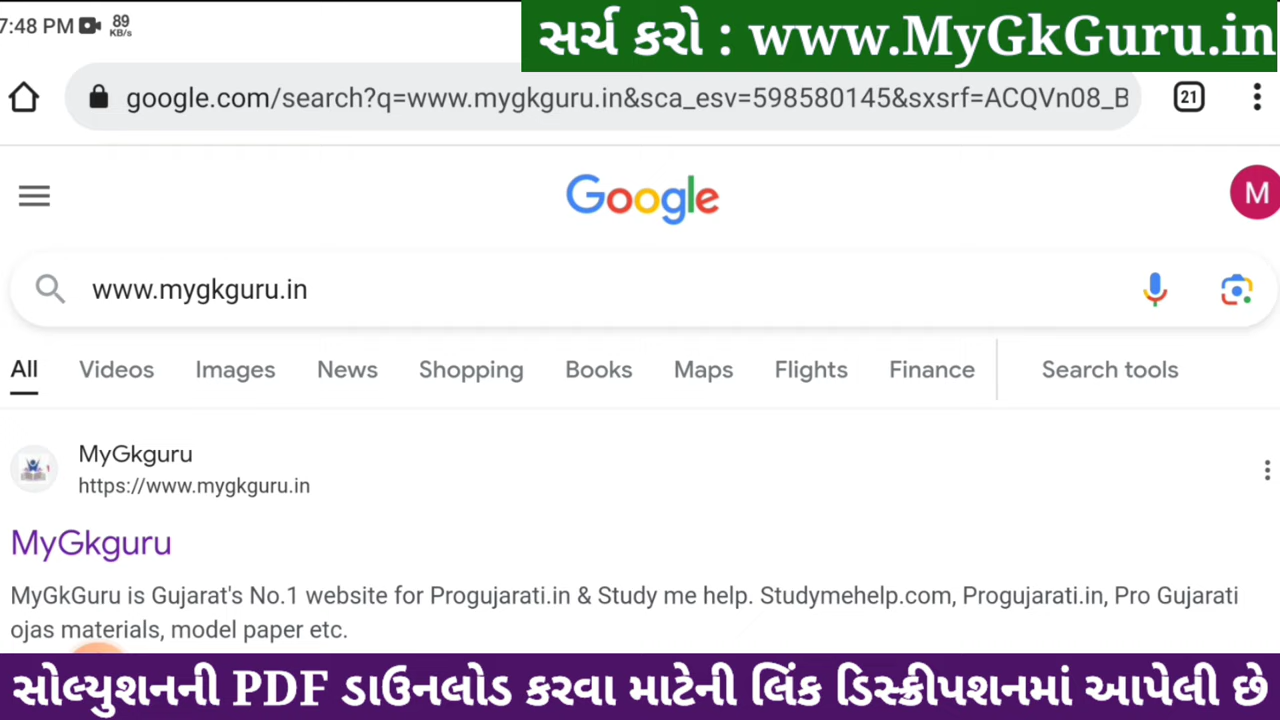 7:48 PM 89 KB/s
સર્ચ કરો : www.MyGkGuru.in
google.com/search?q=www.mygkguru.in&sca_esv=598580145&sxsrf=ACQVn08_B
21
Google
M
www.mygkguru.in
All Videos Images News Shopping Books Maps Flights Finance Search tools
MyGkguru
https://www.mygkguru.in
MyGkguru
MyGkGuru is Gujarat's No.1 website for Progujarati.in & Study me help. Studymehelp.com, Progujarati.in, Pro Gujarati
ojas materials, model paper etc.
સોલ્યુશનની PDF ડાઉનલોડ કરવા માટેની લિંક ડિસ્ક્રીપશનમાં આપેલી છે